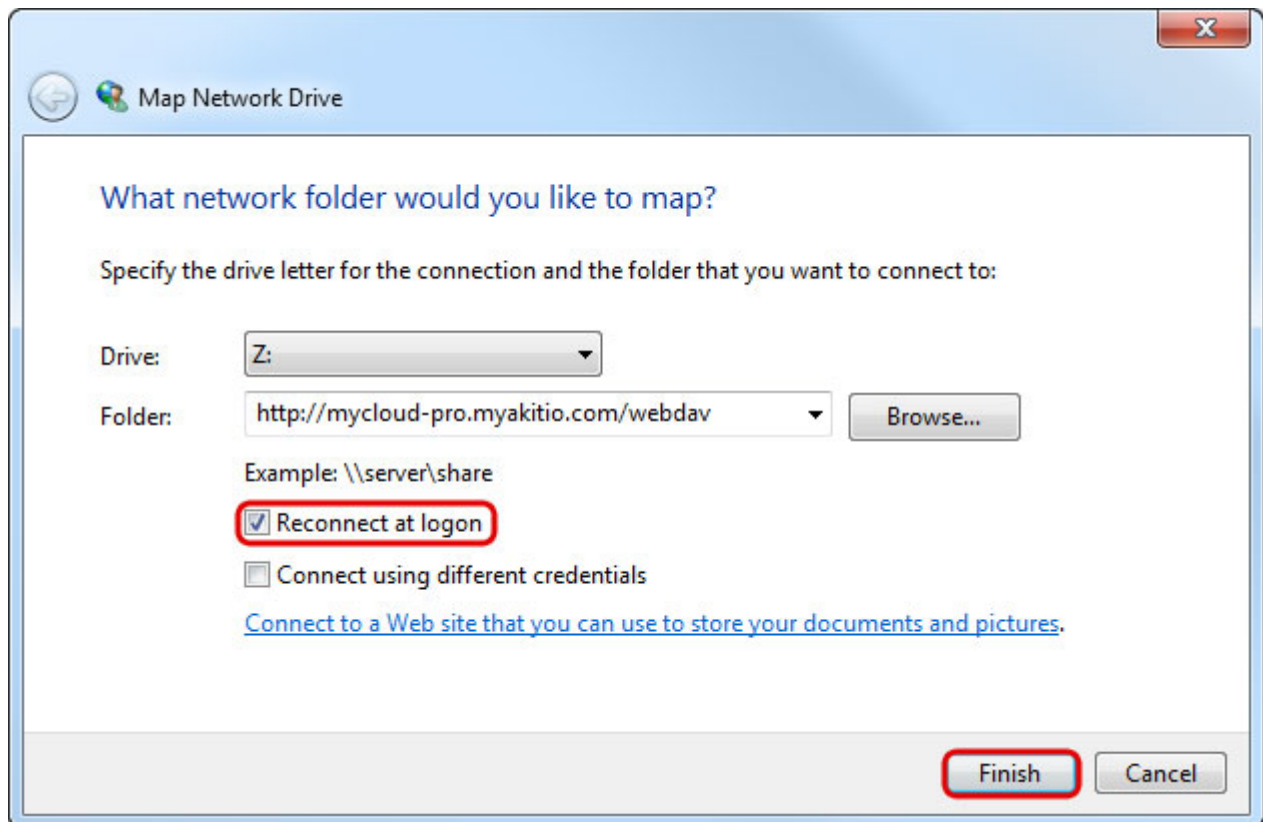 Map Network Drive
What network folder would you like to map?
Specify the drive letter for the connection and the folder that you want to connect to:
Drive: Z:
Folder: http://mycloud-pro.myakitio.com/webdav Browse...
Example: \\server\share
Reconnect at logon
Connect using different credentials
Connect to a Web site that you can use to store your documents and pictures.
Finish Cancel